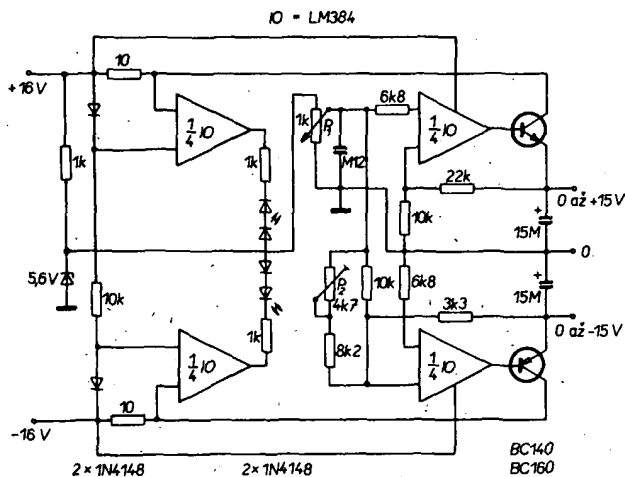 IO = LM384
+16 V
10
1k
5,6V
10k
-16 V
10
1/4 IO
1/4 IO
1k
1k
1k
P1
M12
6k8
1/4 IO
22k
10k
15M
+
0 až +15 V
0
6k8
10k
P2
4k7
8k2
3k3
+
15M
0 až -15 V
1/4 IO
2 × 1N4148
2 × 1N4148
BC140
BC160